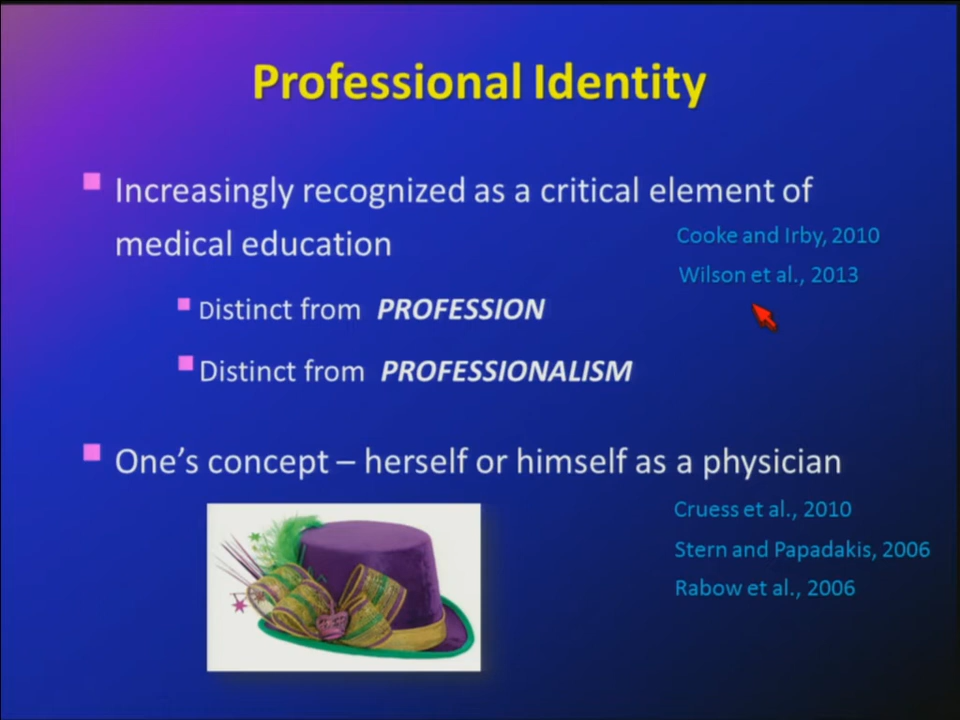 Professional Identity
Increasingly recognized as a critical element of
medical education
Cooke and Irby, 2010
Wilson et al., 2013
Distinct from PROFESSION
Distinct from PROFESSIONALISM
One’s concept – herself or himself as a physician
Cruess et al., 2010
Stern and Papadakis, 2006
Rabow et al., 2006